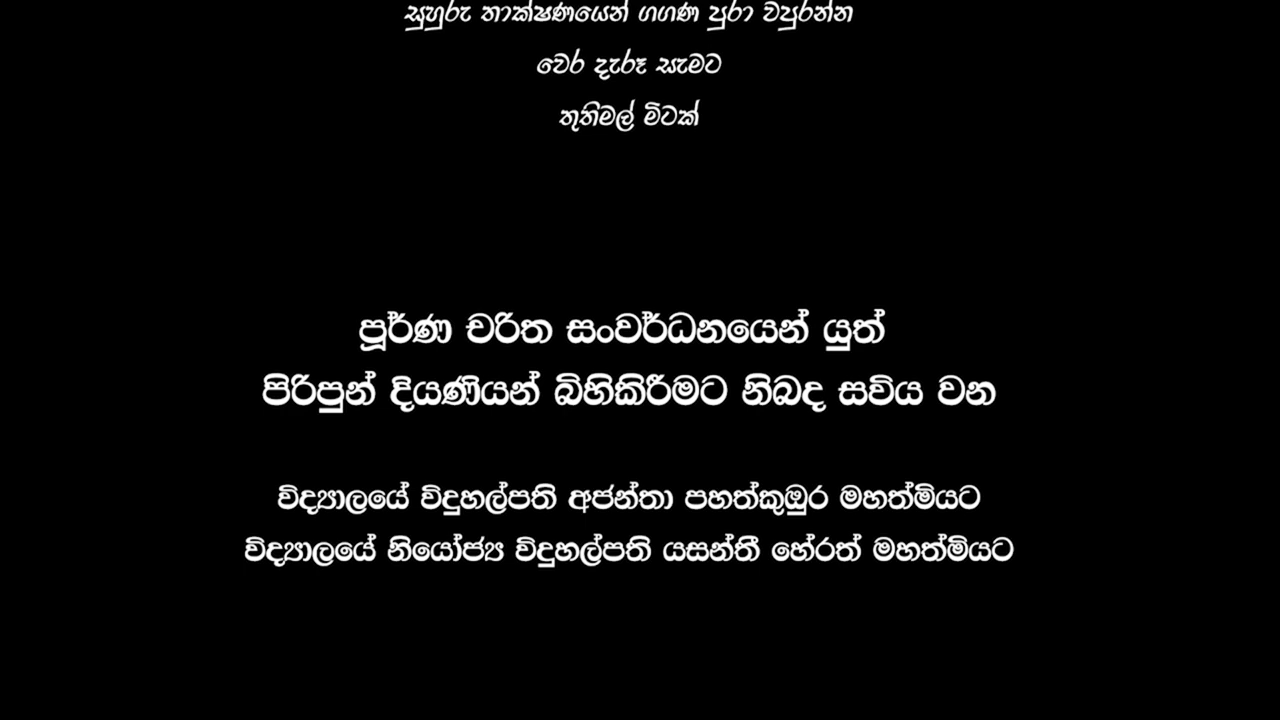 සුහුරු තාක්ෂණයෙන් ගගණ පුරා වපුරන්න
වෙර දැරූ සැමට
තුතිමල් මිටක්
පූර්ණ චරිත සංවර්ධනයෙන් යුත්
පිරිපුන් දියණියන් බිහිකිරීමට නිබඳ සවිය වන
විද්‍යාලයේ විදුහල්පති අජන්තා පහත්කුඹුර මහත්මියට
විද්‍යාලයේ නියෝජ්‍ය විදුහල්පති යසන්තී හේරත් මහත්මියට